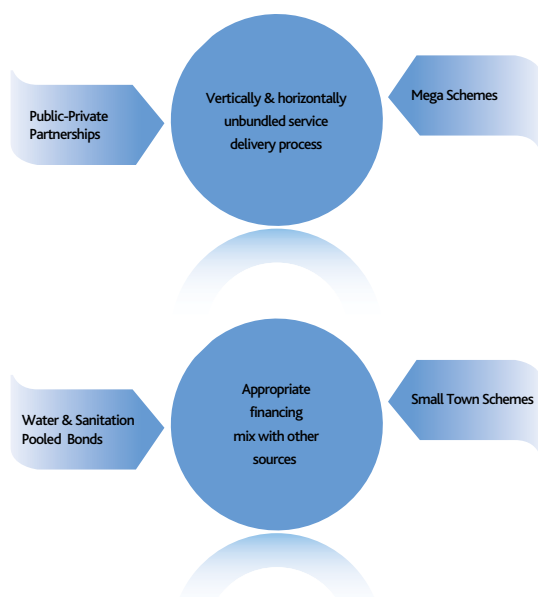 Vertically & horizontally
unbundled service
delivery process
Public-Private
Partnerships
Mega Schemes
Appropriate
financing
mix with other
sources
Water & Sanitation
Pooled Bonds
Small Town Schemes